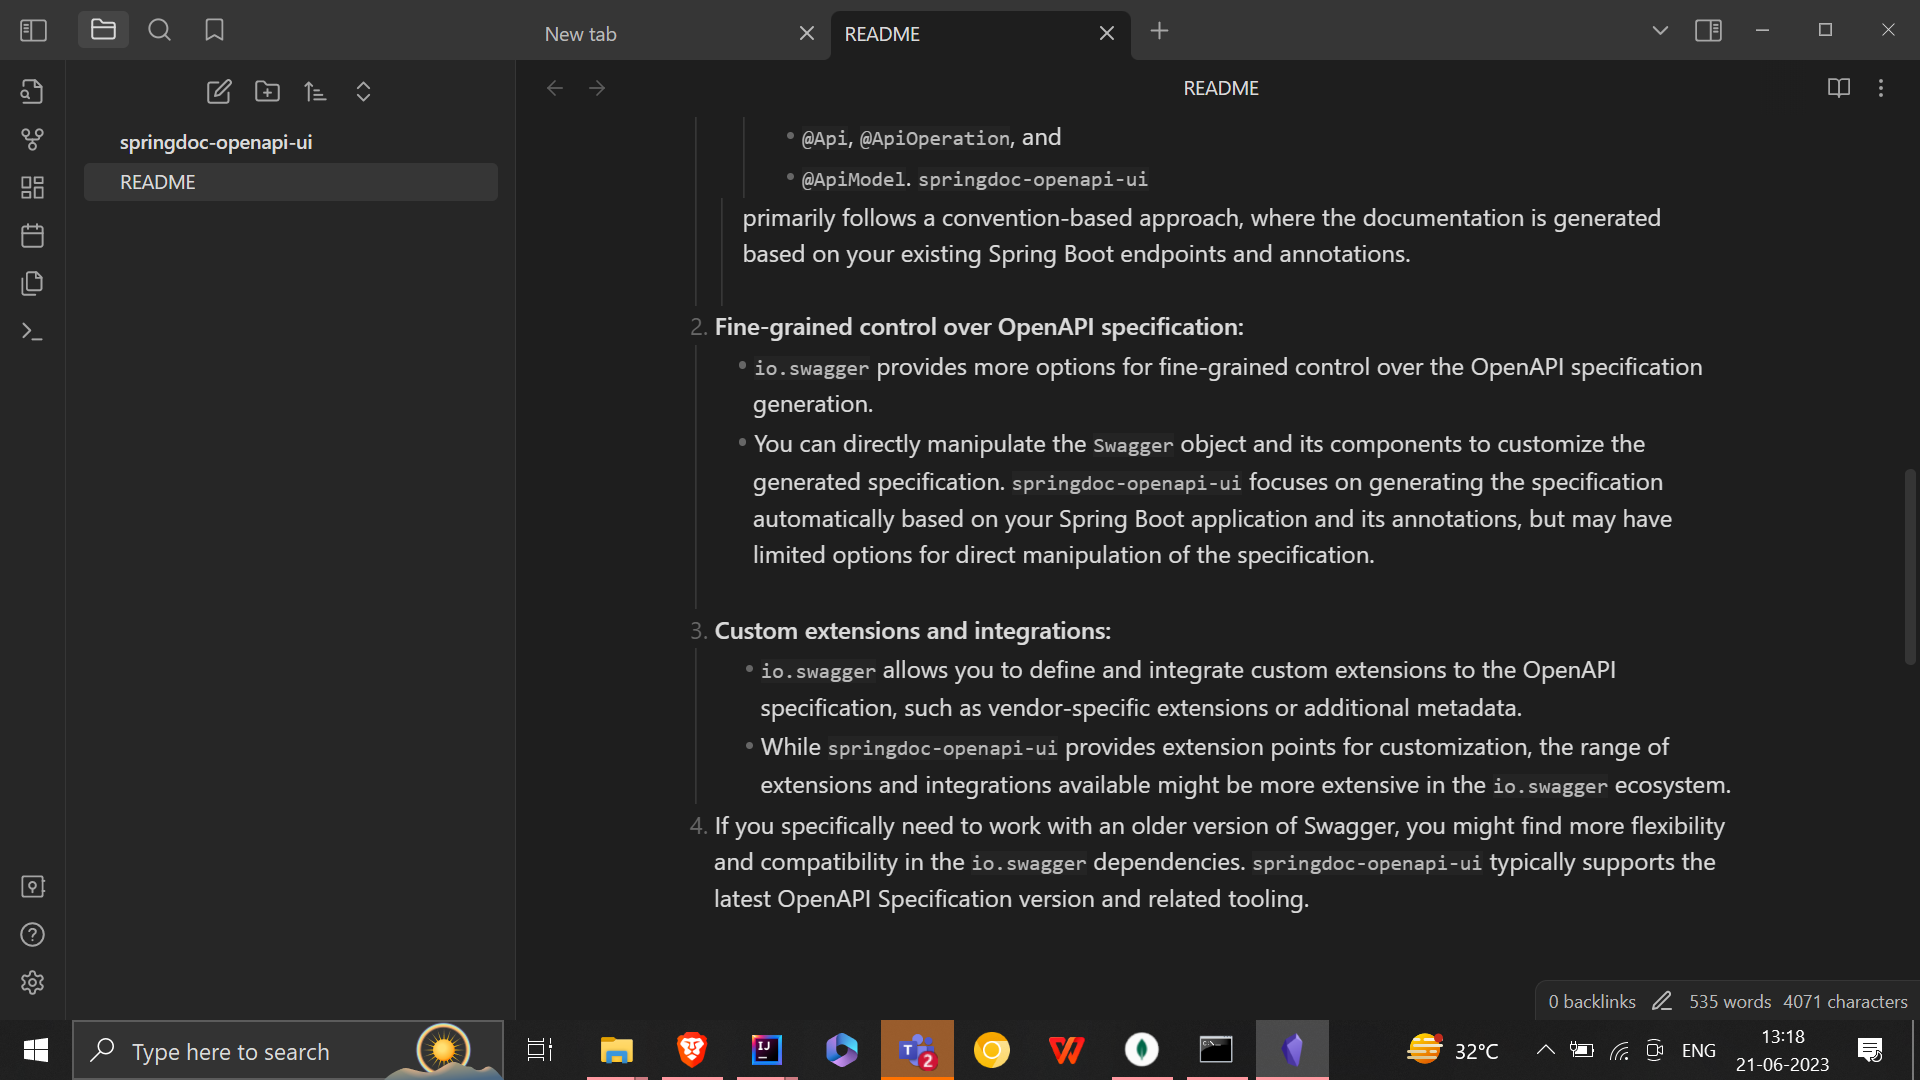 New tab
README
README
springdoc-openapi-ui
README
@Api, @ApiOperation, and
@ApiModel. springdoc-openapi-ui
primarily follows a convention-based approach, where the documentation is generated
based on your existing Spring Boot endpoints and annotations.
2. Fine-grained control over OpenAPI specification:
io.swagger provides more options for fine-grained control over the OpenAPI specification
generation.
You can directly manipulate the Swagger object and its components to customize the
generated specification. springdoc-openapi-ui focuses on generating the specification
automatically based on your Spring Boot application and its annotations, but may have
limited options for direct manipulation of the specification.
3. Custom extensions and integrations:
io.swagger allows you to define and integrate custom extensions to the OpenAPI
specification, such as vendor-specific extensions or additional metadata.
While springdoc-openapi-ui provides extension points for customization, the range of
extensions and integrations available might be more extensive in the io.swagger ecosystem.
4. If you specifically need to work with an older version of Swagger, you might find more flexibility
and compatibility in the io.swagger dependencies. springdoc-openapi-ui typically supports the
latest OpenAPI Specification version and related tooling.
0 backlinks 535 words 4071 characters
Type here to search
IJ
T 2
32°C
ENG
13:18
21-06-2023